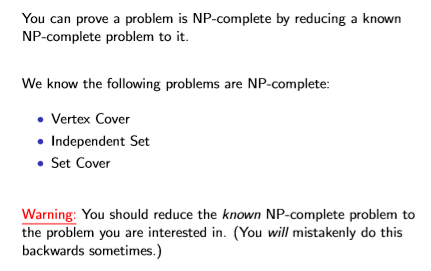 You can prove a problem is NP-complete by reducing a known
NP-complete problem to it.
We know the following problems are NP-complete:
• Vertex Cover
• Independent Set
• Set Cover
Warning: You should reduce the known NP-complete problem to
the problem you are interested in. (You will mistakenly do this
backwards sometimes.)